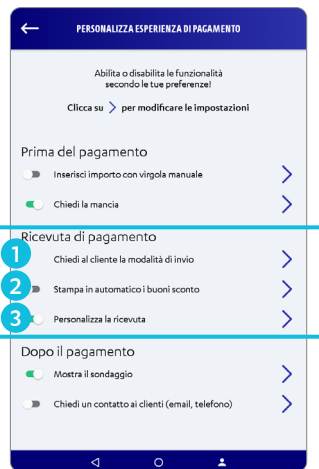 PERSONALIZZA ESPERIENZA DI PAGAMENTO
Abilita o disabilita le funzionalità
secondo le tue preferenze!
Clicca su > per modificare le impostazioni
Prima del pagamento
Inserisci importo con virgola manuale
Chiedi la mancia
Ricevuta di pagamento
1 Chiedi al cliente la modalità di invio
2 Stampa in automatico i buoni sconto
3 Personalizza la ricevuta
Dopo il pagamento
Mostra il sondaggio
Chiedi un contatto ai clienti (email, telefono)